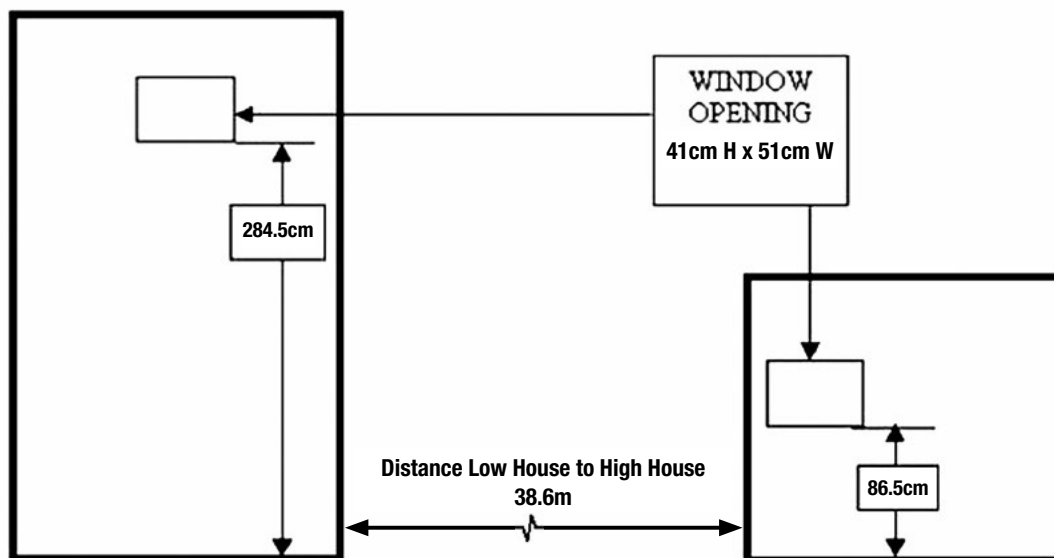 WINDOW
OPENING
41cm H x 51cm W
284.5cm
Distance Low House to High House
38.6m
86.5cm